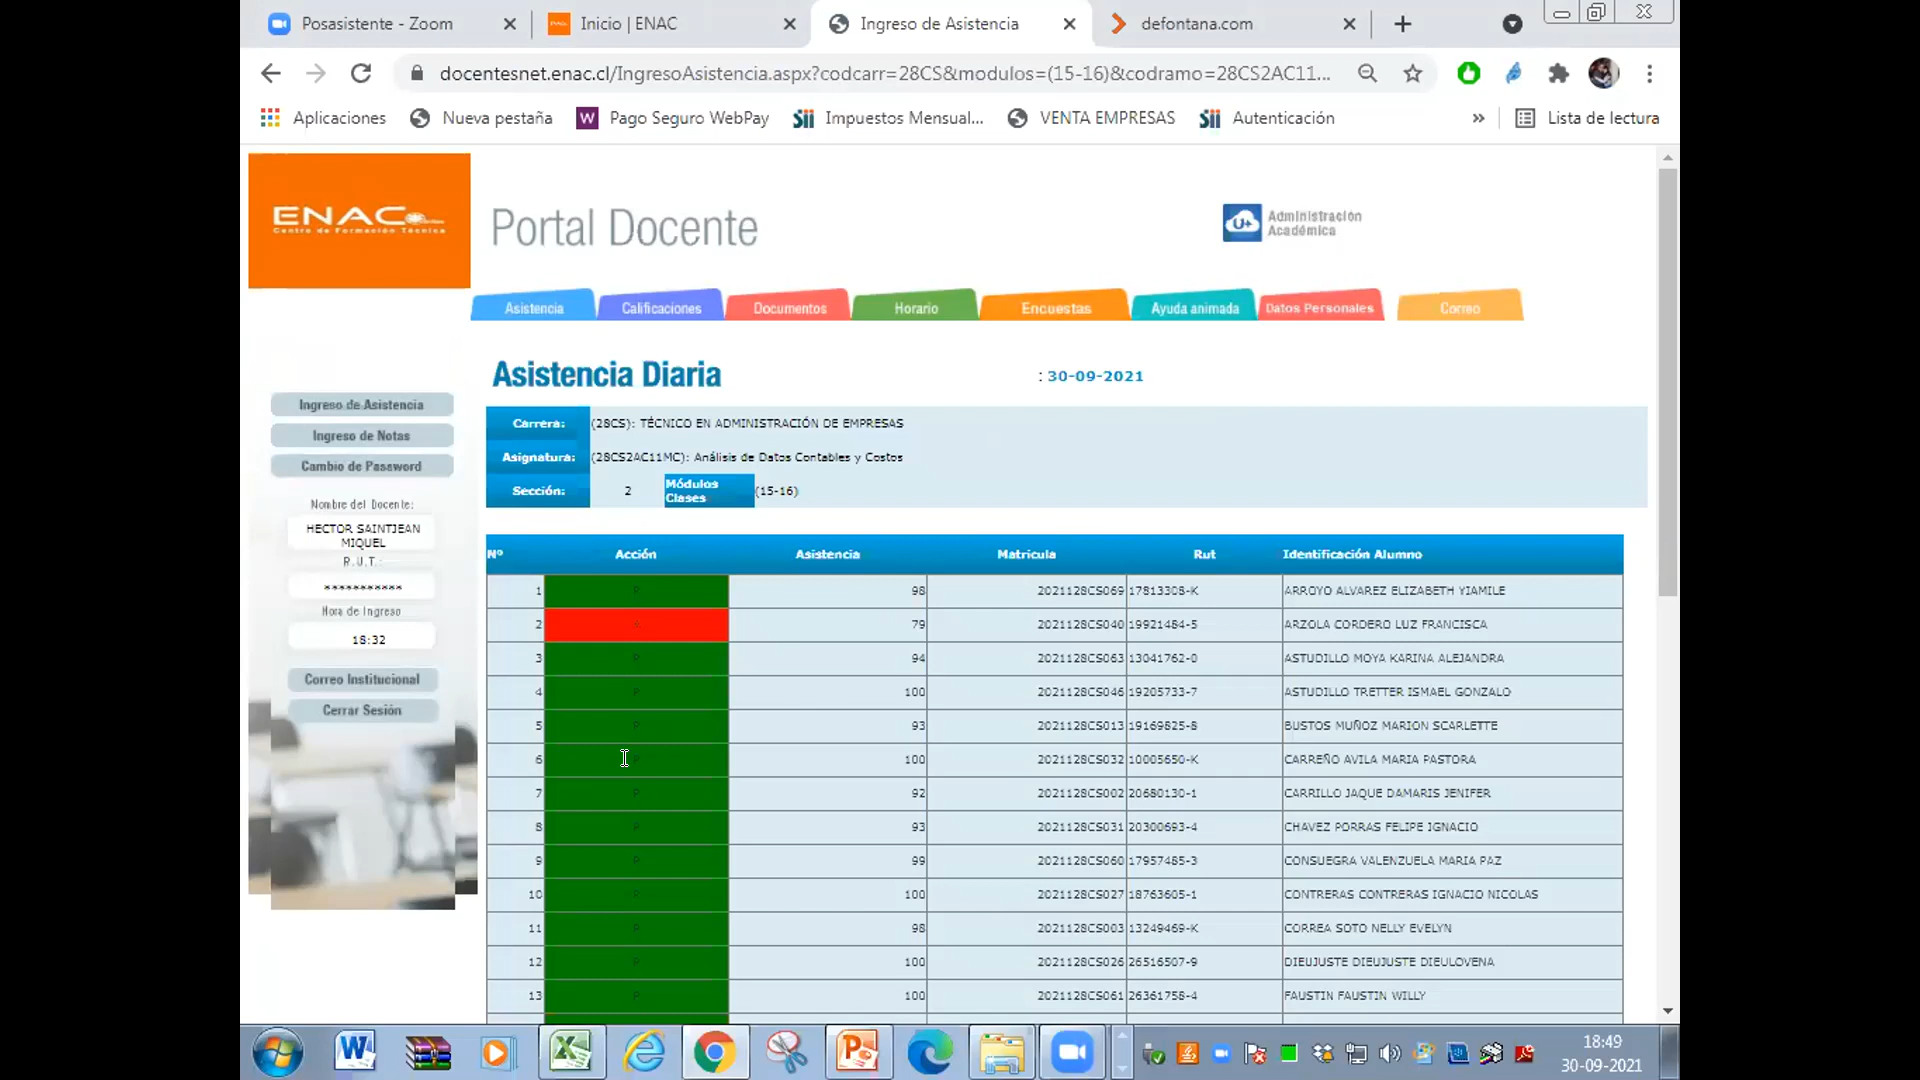 Posasistente - Zoom
Inicio | ENAC
Ingreso de Asistencia
defontana.com
docentesnet.enac.cl/IngresoAsistencia.aspx?codcarr=28CS&modulos=(15-16)&codramo=28CS2AC11...
Aplicaciones
Nueva pestaña
Pago Seguro WebPay
Impuestos Mensual...
VENTA EMPRESAS
Autenticación
»
Lista de lectura
ENAC
Centro de Formación Técnica
Portal Docente
U+
Administración
Académica
Asistencia
Calificaciones
Documentos
Horario
Encuestas
Ayuda animada
Datos Personales
Correo
Asistencia Diaria
: 30-09-2021
Ingreso de Asistencia
Ingreso de Notas
Cambio de Password
Nombre del Docente:
HECTOR SAINTJEAN
MIQUEL
R.U.T.:
***********
Hora de Ingreso
18:32
Correo Institucional
Cerrar Sesión
Carrera: (28CS): TÉCNICO EN ADMINISTRACIÓN DE EMPRESAS
Asignatura: (28CS2AC11MC): Análisis de Datos Contables y Costos
Sección: 2 Módulos Clases (15-16)
Nº Acción Asistencia Matricula Rut Identificación Alumno
1 P 98 2021128CS069 17813308-K ARROYO ALVAREZ ELIZABETH YIAMILE
2 79 2021128CS040 19921484-5 ARZOLA CORDERO LUZ FRANCISCA
3 P 94 2021128CS063 13041762-0 ASTUDILLO MOYA KARINA ALEJANDRA
4 P 100 2021128CS046 19205733-7 ASTUDILLO TRETTER ISMAEL GONZALO
5 P 93 2021128CS013 19169825-8 BUSTOS MUÑOZ MARION SCARLETTE
6 P 100 2021128CS032 10005650-K CARREÑO AVILA MARIA PASTORA
7 P 92 2021128CS002 20680130-1 CARRILLO JAQUE DAMARIS JENIFER
8 P 93 2021128CS031 20300693-4 CHAVEZ PORRAS FELIPE IGNACIO
9 P 99 2021128CS060 17957485-3 CONSUEGRA VALENZUELA MARIA PAZ
10 P 100 2021128CS027 18763605-1 CONTRERAS CONTRERAS IGNACIO NICOLAS
11 P 98 2021128CS003 13249469-K CORREA SOTO NELLY EVELYN
12 P 100 2021128CS026 26516507-9 DIEUJUSTE DIEUJUSTE DIEULOVENA
13 P 100 2021128CS061 26361758-4 FAUSTIN FAUSTIN WILLY
18:49
30-09-2021